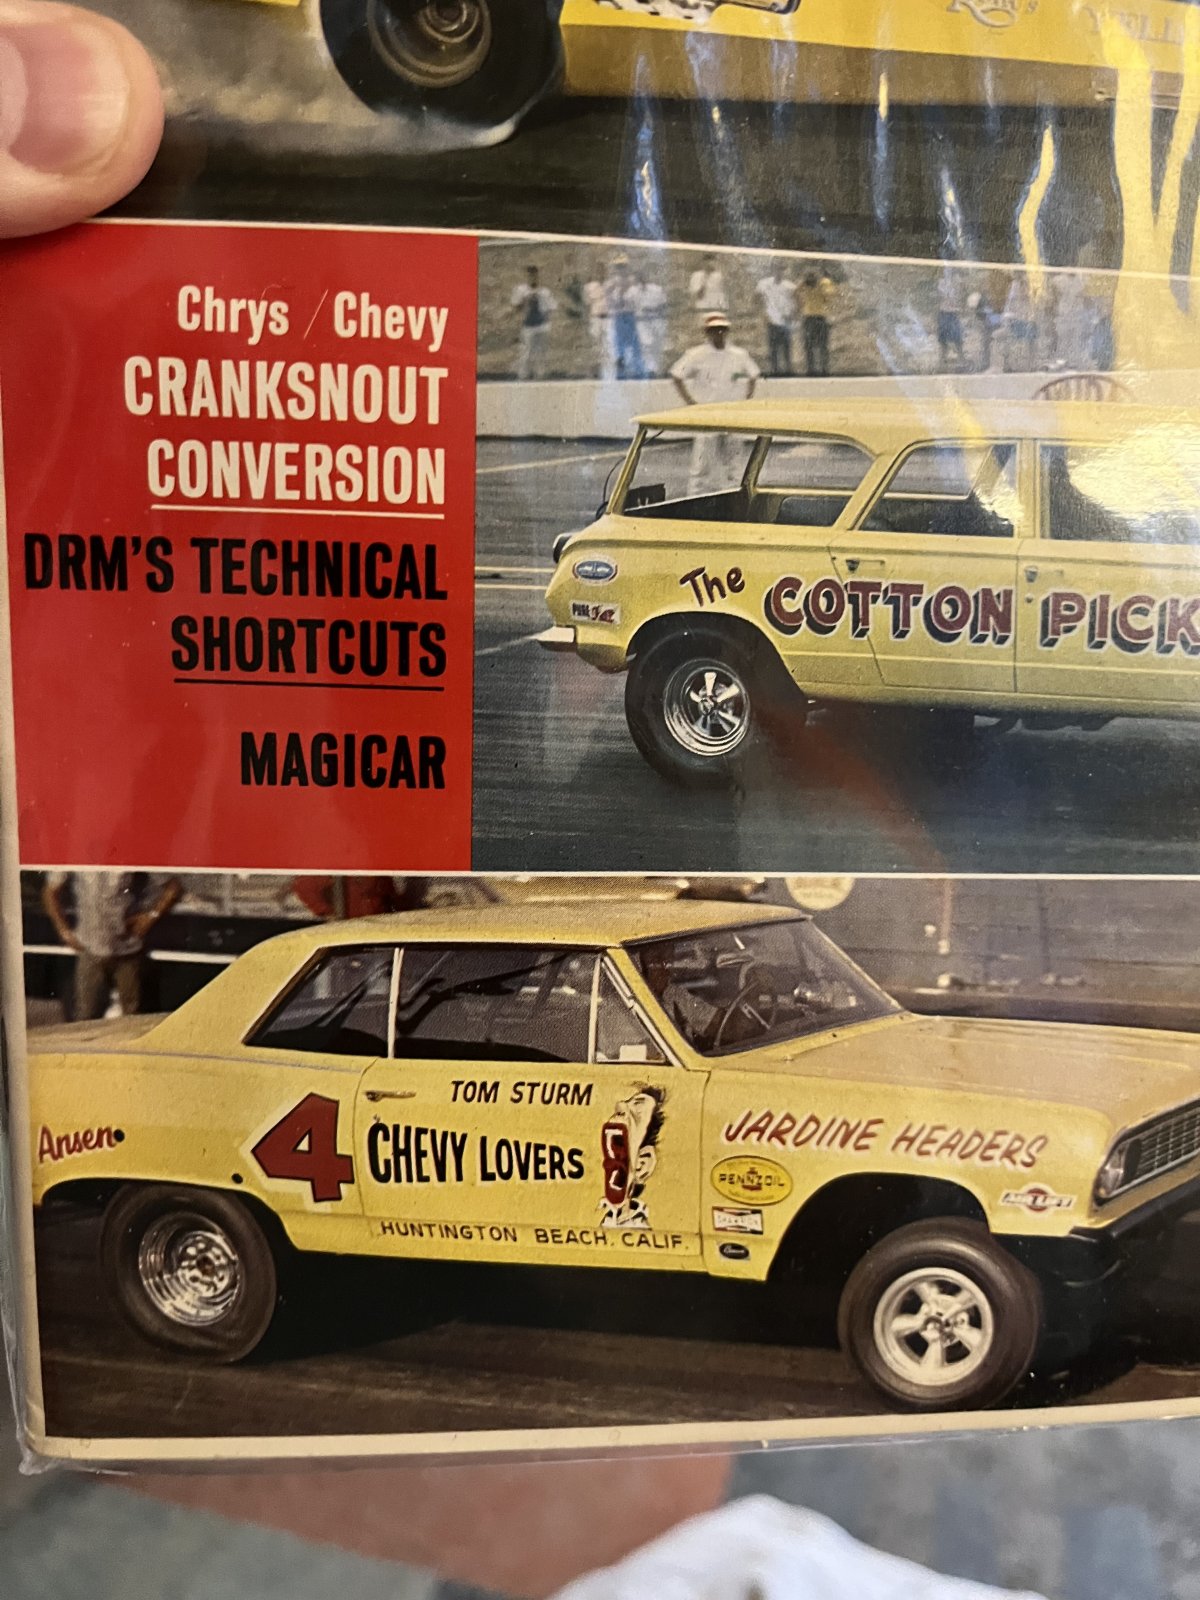 Chrys / Chevy
CRANKSNOUT
CONVERSION
DRM'S TECHNICAL
SHORTCUTS
MAGICAR
The COTTON PICK
PURE
Ansen
4
TOM STURM
CHEVY LOVERS
HUNTINGTON BEACH. CALIF.
JARDINE HEADERS
PENNZOIL